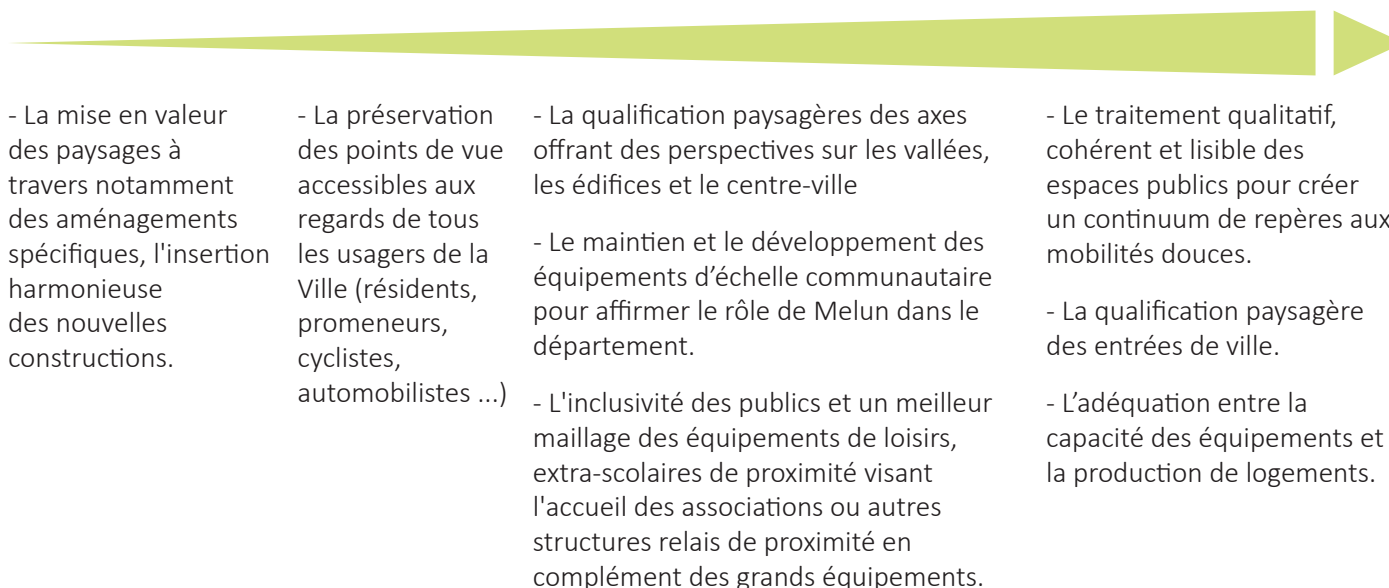 - La mise en valeur
des paysages à
travers notamment
des aménagements
spécifiques, l'insertion
harmonieuse
des nouvelles
constructions.
- La préservation
des points de vue
accessibles aux
regards de tous
les usagers de la
Ville (résidents,
promeneurs,
cyclistes,
automobilistes ...)
- La qualification paysagères des axes
offrant des perspectives sur les vallées,
les édifices et le centre-ville
- Le maintien et le développement des
équipements d’échelle communautaire
pour affirmer le rôle de Melun dans le
département.
- L'inclusivité des publics et un meilleur
maillage des équipements de loisirs,
extra-scolaires de proximité visant
l'accueil des associations ou autres
structures relais de proximité en
complément des grands équipements.
- Le traitement qualitatif,
cohérent et lisible des
espaces publics pour créer
un continuum de repères aux
mobilités douces.
- La qualification paysagère
des entrées de ville.
- L’adéquation entre la
capacité des équipements et
la production de logements.